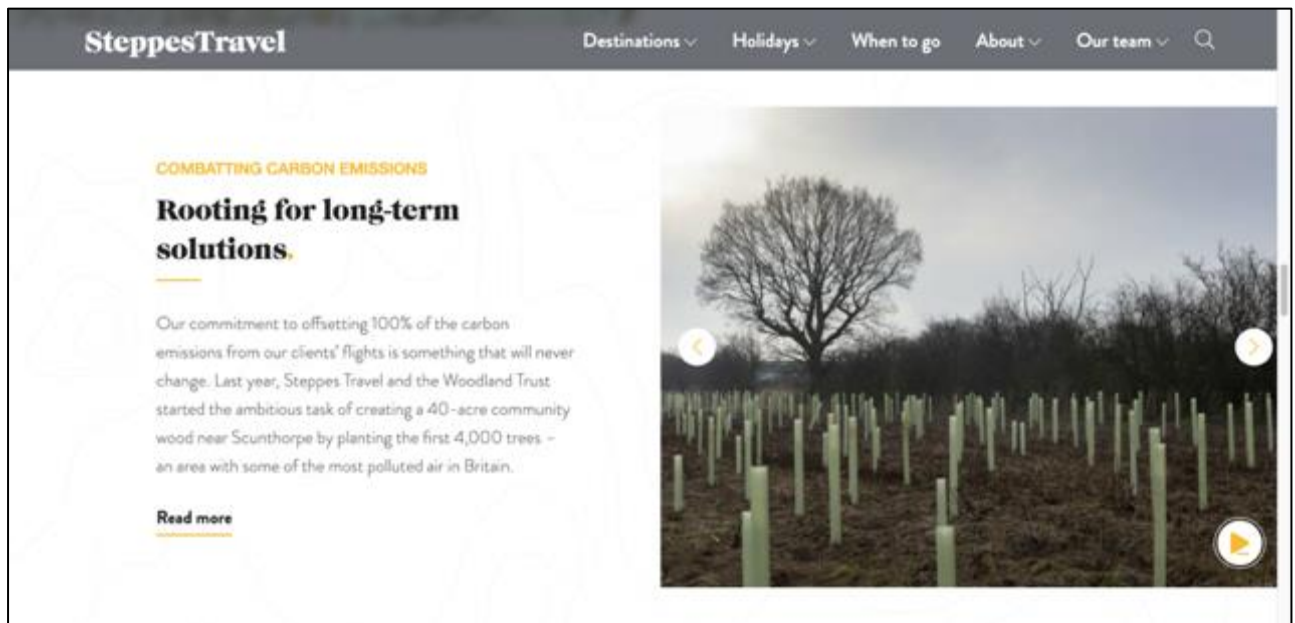 SteppesTravel
Destinations
Holidays
When to go
About
Our team
COMBATTING CARBON EMISSIONS
Rooting for long-term
solutions.
Our commitment to offsetting 100% of the carbon
emissions from our clients' flights is something that will never
change. Last year, Steppes Travel and the Woodland Trust
started the ambitious task of creating a 40-acre community
wood near Scunthorpe by planting the first 4,000 trees –
an area with some of the most polluted air in Britain.
Read more